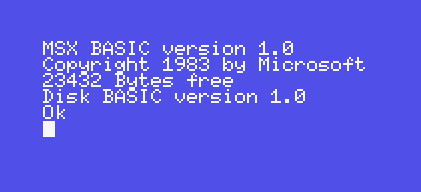 MSX BASIC version 1.0
Copyright 1983 by Microsoft
23432 Bytes free
Disk BASIC version 1.0
Ok